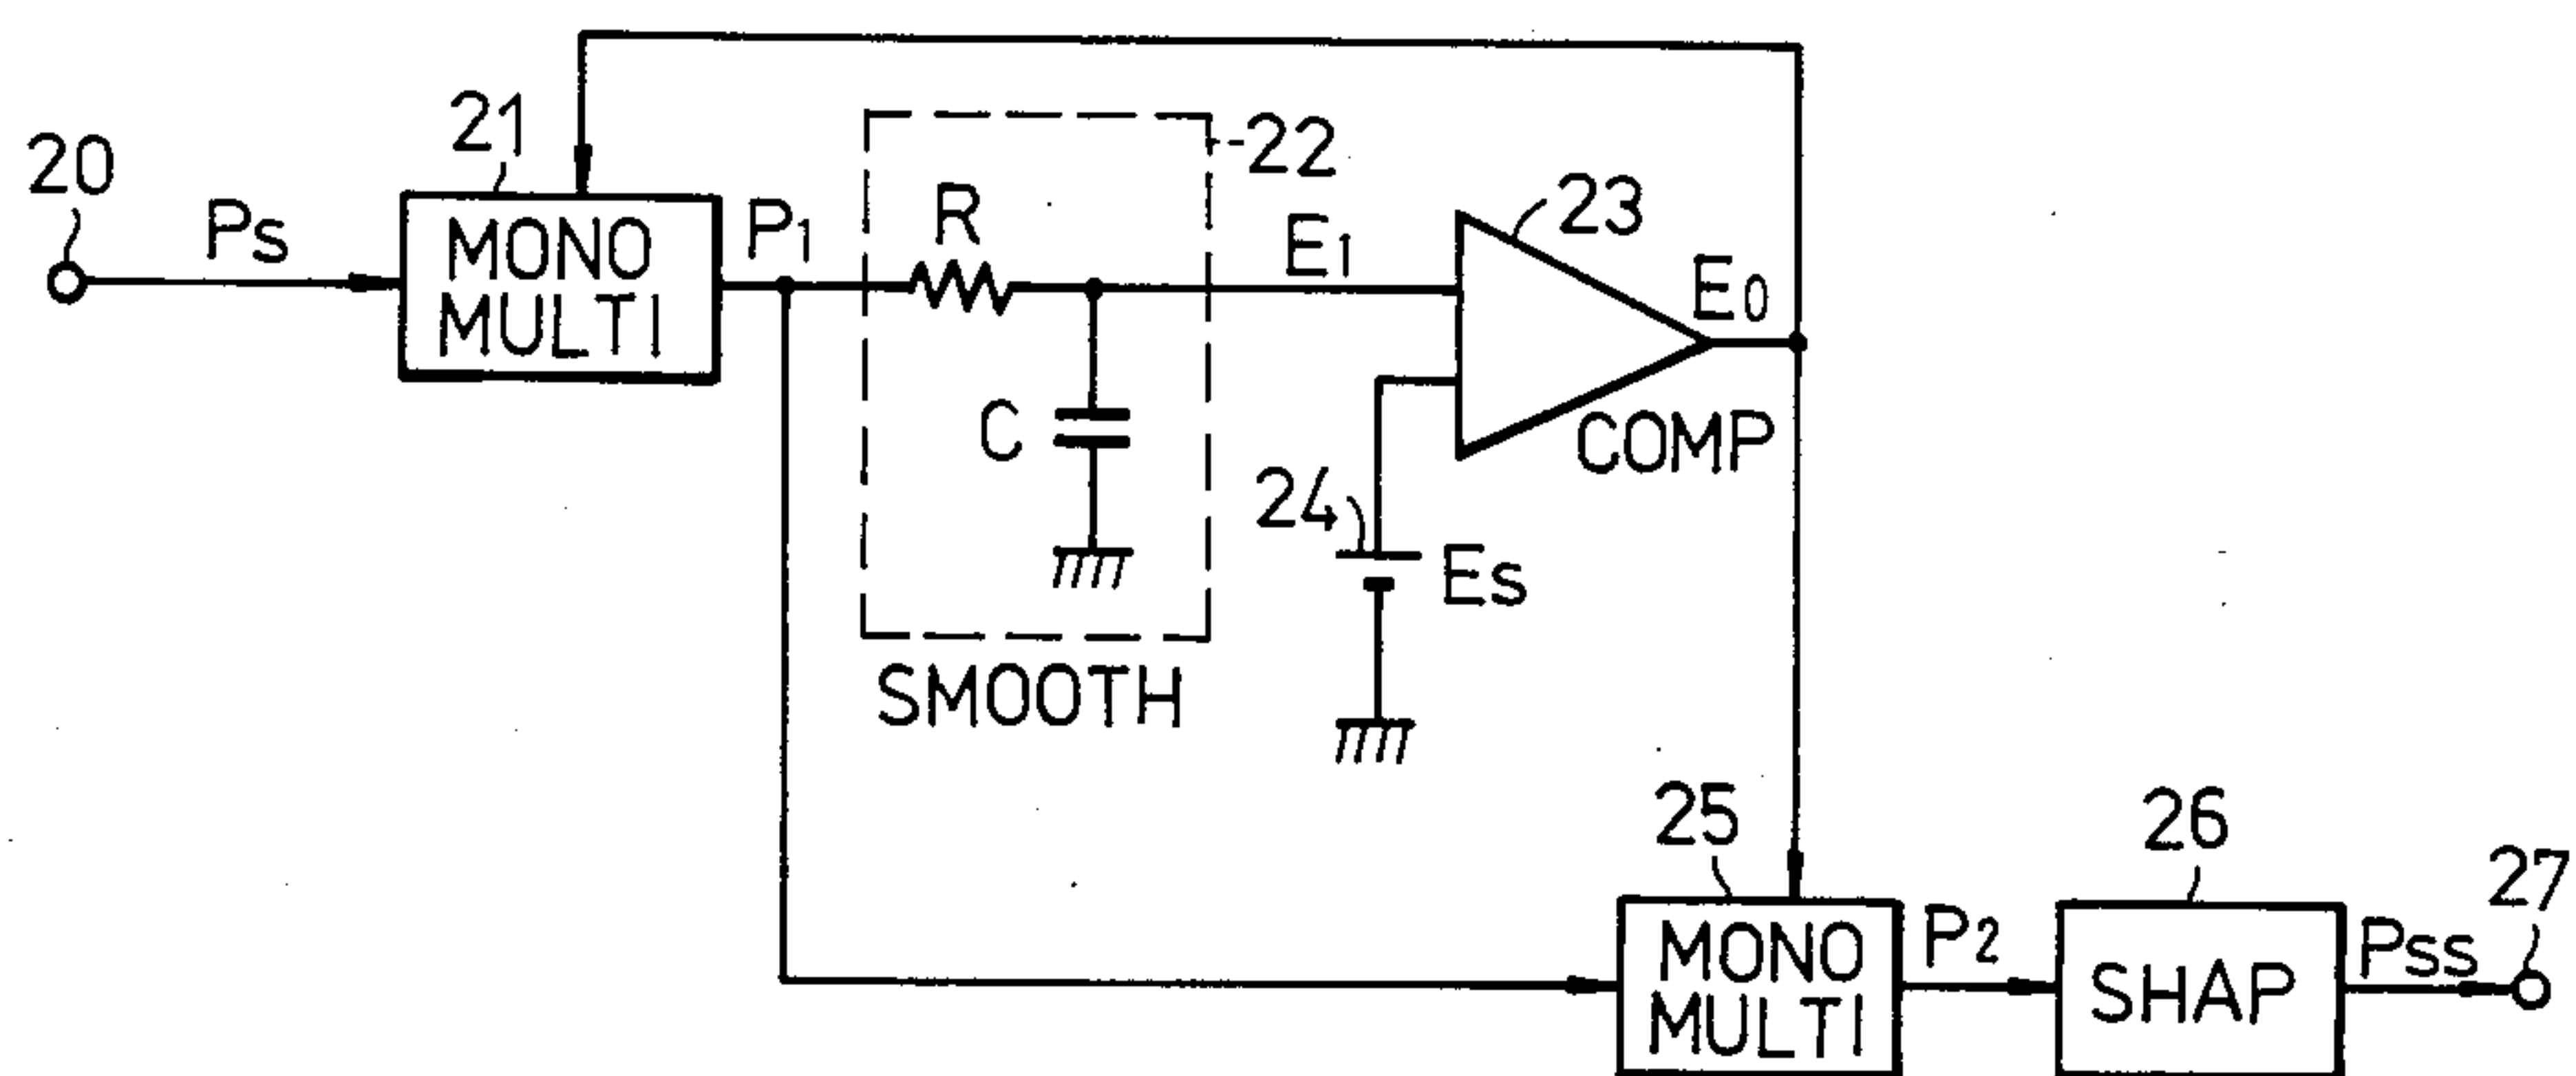 20
Ps
21
MONO
MULTI
P1
22
R
C
SMOOTH
E1
23
COMP
E0
24
Es
25
MONO
MULTI
P2
26
SHAP
Pss
27